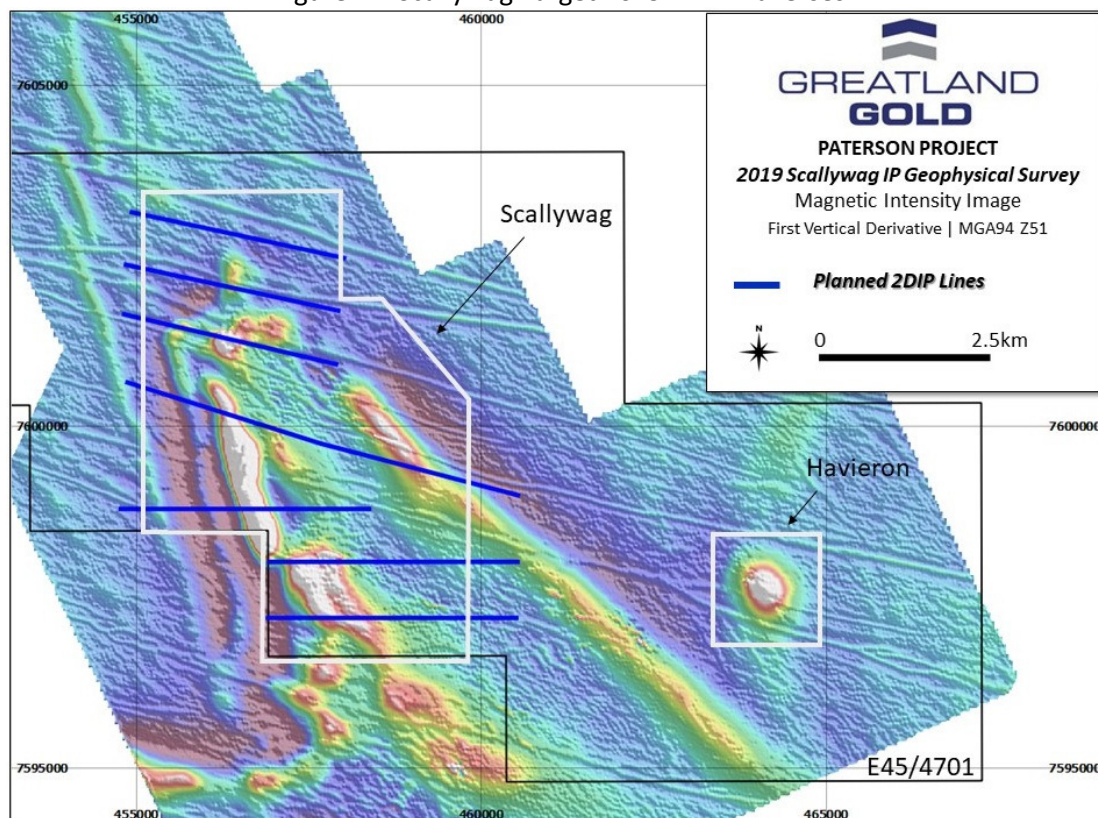 455000
460000
7605000
GREATLAND
GOLD
PATERSON PROJECT
2019 Scallywag IP Geophysical Survey
Magnetic Intensity Image
First Vertical Derivative | MGA94 Z51
Planned 2DIP Lines
N
0 2.5km
Scallywag
7600000
7600000
Havieron
7595000
7595000
E45/4701
455000
460000
465000